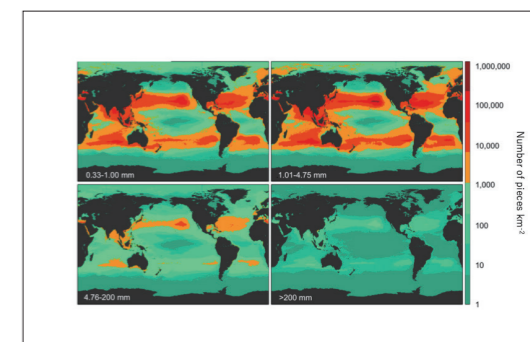 0.33-1.00 mm
1.01-4.75 mm
4.76-200 mm
>200 mm
1,000,000
100,000
10,000
1,000
100
10
1
Number of pieces km⁻²